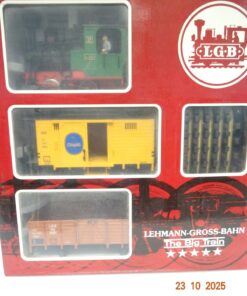 LGB
LEHMANN-GROSS-BAHN
The Big Train
23 10 2025